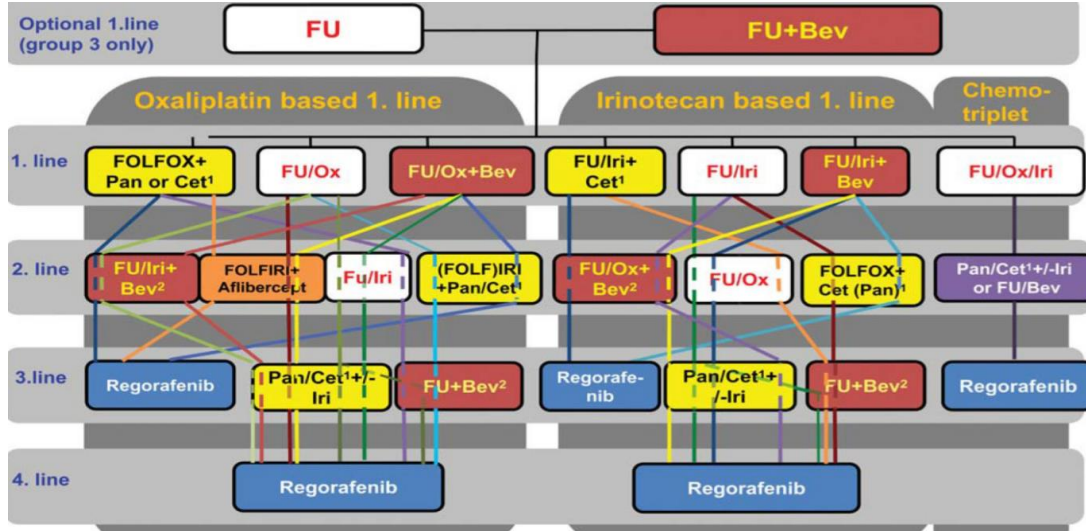 Optional 1.line
(group 3 only)
FU
FU+Bev
Oxaliplatin based 1. line
Irinotecan based 1. line
Chemo-
triplet
1. line
FOLFOX+
Pan or Cet¹
FU/Ox
FU/Ox+Bev
FU/Iri+
Cet¹
FU/Iri
FU/Iri+
Bev
FU/Ox/Iri
2. line
FU/Iri+
Bev²
FOLFIRI+
Aflibercept
Fu/Iri
(FOLF)IRI
+Pan/Cet¹
FU/Ox+
Bev²
FU/Ox
FOLFOX+
Cet (Pan)¹
Pan/Cet¹+/-Iri
or FU/Bev
3.line
Regorafenib
Pan/Cet¹+/-
Iri
FU+Bev²
Regorafe-
nib
Pan/Cet¹+
/-Iri
FU+Bev²
Regorafenib
4. line
Regorafenib
Regorafenib